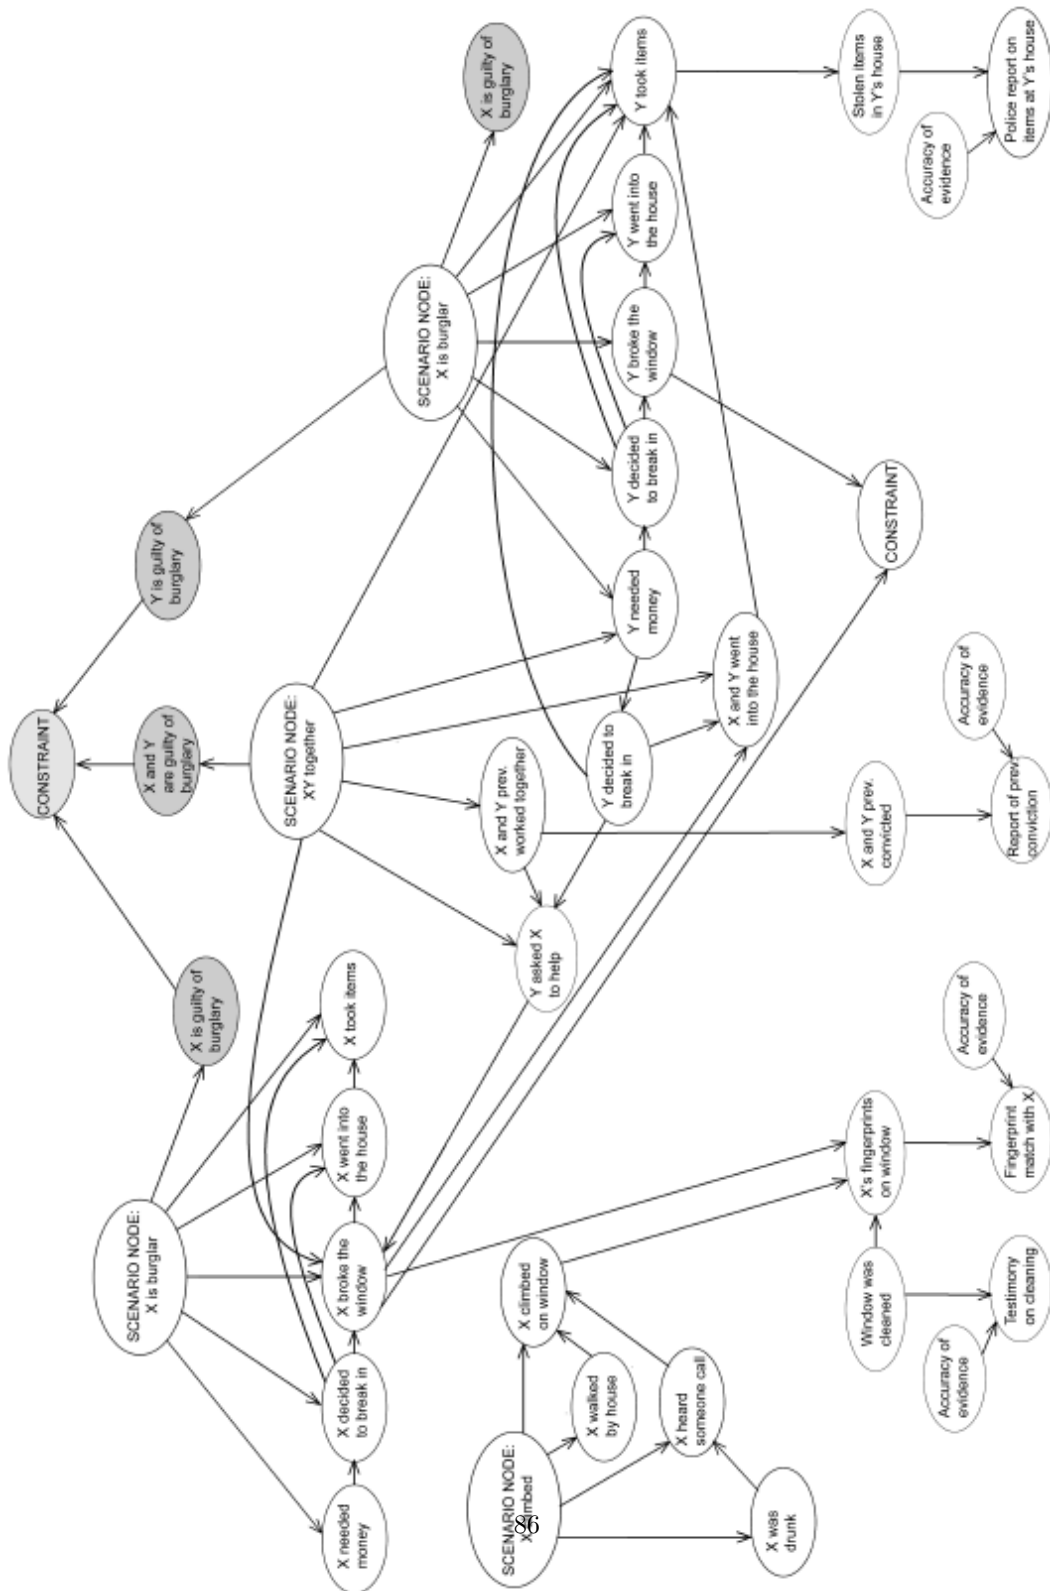 CONSTRAINT
SCENARIO NODE:
X is burglar
X and Y
are guilty of
burglary
Y is guilty of
burglary
X is guilty of
burglary
SCENARIO NODE:
XY together
X needed
money
X decided
to break in
X broke the
window
X went into
the house
X took items
SCENARIO NODE:
X is burglar
X is guilty of
burglary
SCENARIO NODE:
X
X climbed
on window
X and Y prev.
worked together
Y asked X
to help
X walked
by house
Y decided to
break in
Y needed
money
Y decided
to break in
Y broke the
window
Y went into
the house
Y took items
X heard
someone call
X and Y went
into the house
X was
drunk
Window was
cleaned
X's fingerprints
on window
X and Y prev.
convicted
CONSTRAINT
Stolen items
in Y's house
Accuracy of
evidence
Accuracy of
evidence
Accuracy of
evidence
Accuracy of
evidence
Testimony
on cleaning
Fingerprint
match with X
Report of prev.
conviction
Police report on
items at Y's house
86